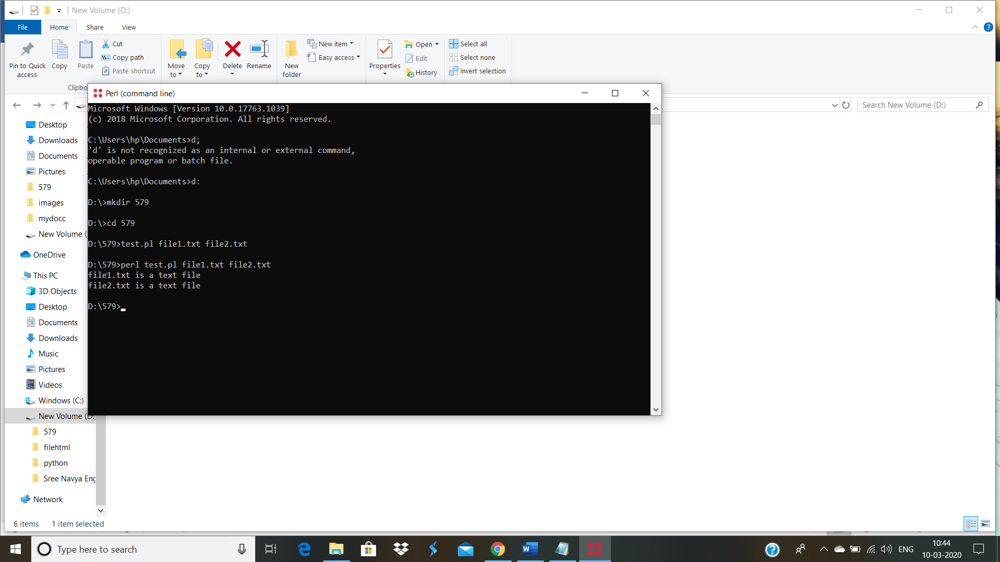 New Volume (D:)
File Home Share View
Pin to Quick access
Copy
Paste
Cut
Copy path
Paste shortcut
Move to
Copy to
Delete
Rename
New folder
New item
Easy access
Properties
Open
Edit
History
Select all
Select none
Invert selection
Search New Volume (D:)
Perl (command line)
Microsoft Windows [Version 10.0.17763.1039]
(c) 2018 Microsoft Corporation. All rights reserved.
C:\Users\hp\Documents>d;
'd' is not recognized as an internal or external command,
operable program or batch file.
C:\Users\hp\Documents>d:
D:\>mkdir 579
D:\>cd 579
D:\579>test.pl file1.txt file2.txt
D:\579>perl test.pl file1.txt file2.txt
file1.txt is a text file
file2.txt is a text file
D:\579>
Desktop
Downloads
Documents
Pictures
579
images
mydocc
New Volume
OneDrive
This PC
3D Objects
Desktop
Documents
Downloads
Music
Pictures
Videos
Windows (C:)
New Volume (D:
579
filehtml
python
Sree Navya Eng
Network
6 items 1 item selected
Type here to search
ENG
10:44
10-03-2020